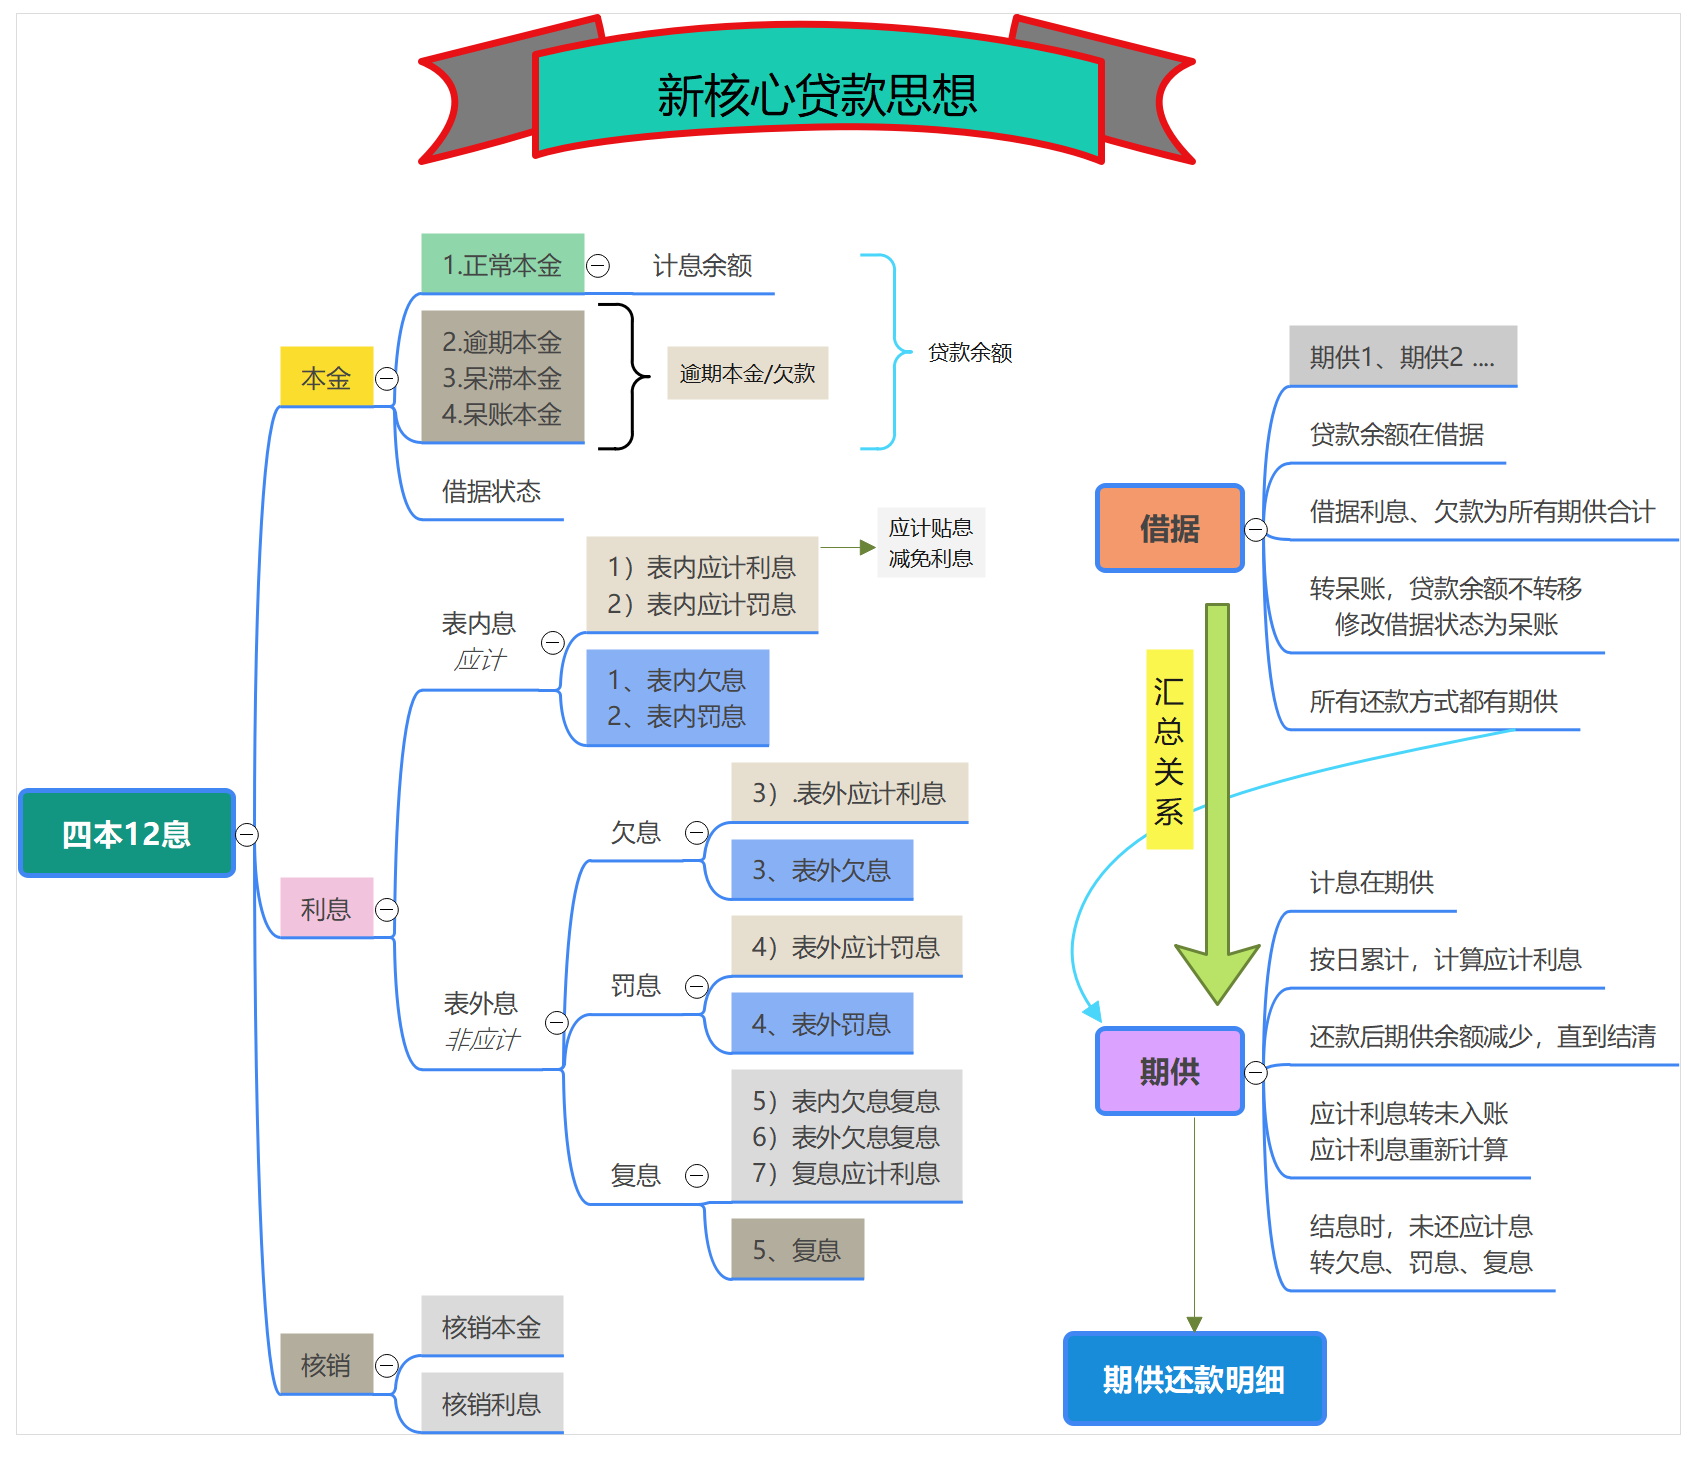 新核心贷款思想
四本12息
本金
1.正常本金
计息余额
2.逾期本金
3.呆滞本金
4.呆账本金
逾期本金/欠款
贷款余额
借据状态
利息
表内息
应计
1）表内应计利息
2）表内应计罚息
应计贴息
减免利息
1、表内欠息
2、表内罚息
表外息
非应计
欠息
3）.表外应计利息
3、表外欠息
罚息
4）表外应计罚息
4、表外罚息
复息
5）表内欠息复息
6）表外欠息复息
7）复息应计利息
5、复息
核销
核销本金
核销利息
借据
期供1、期供2 ....
贷款余额在借据
借据利息、欠款为所有期供合计
转呆账，贷款余额不转移
修改借据状态为呆账
所有还款方式都有期供
汇
总
关
系
期供
计息在期供
按日累计，计算应计利息
还款后期供余额减少，直到结清
应计利息转未入账
应计利息重新计算
结息时，未还应计息
转欠息、罚息、复息
期供还款明细